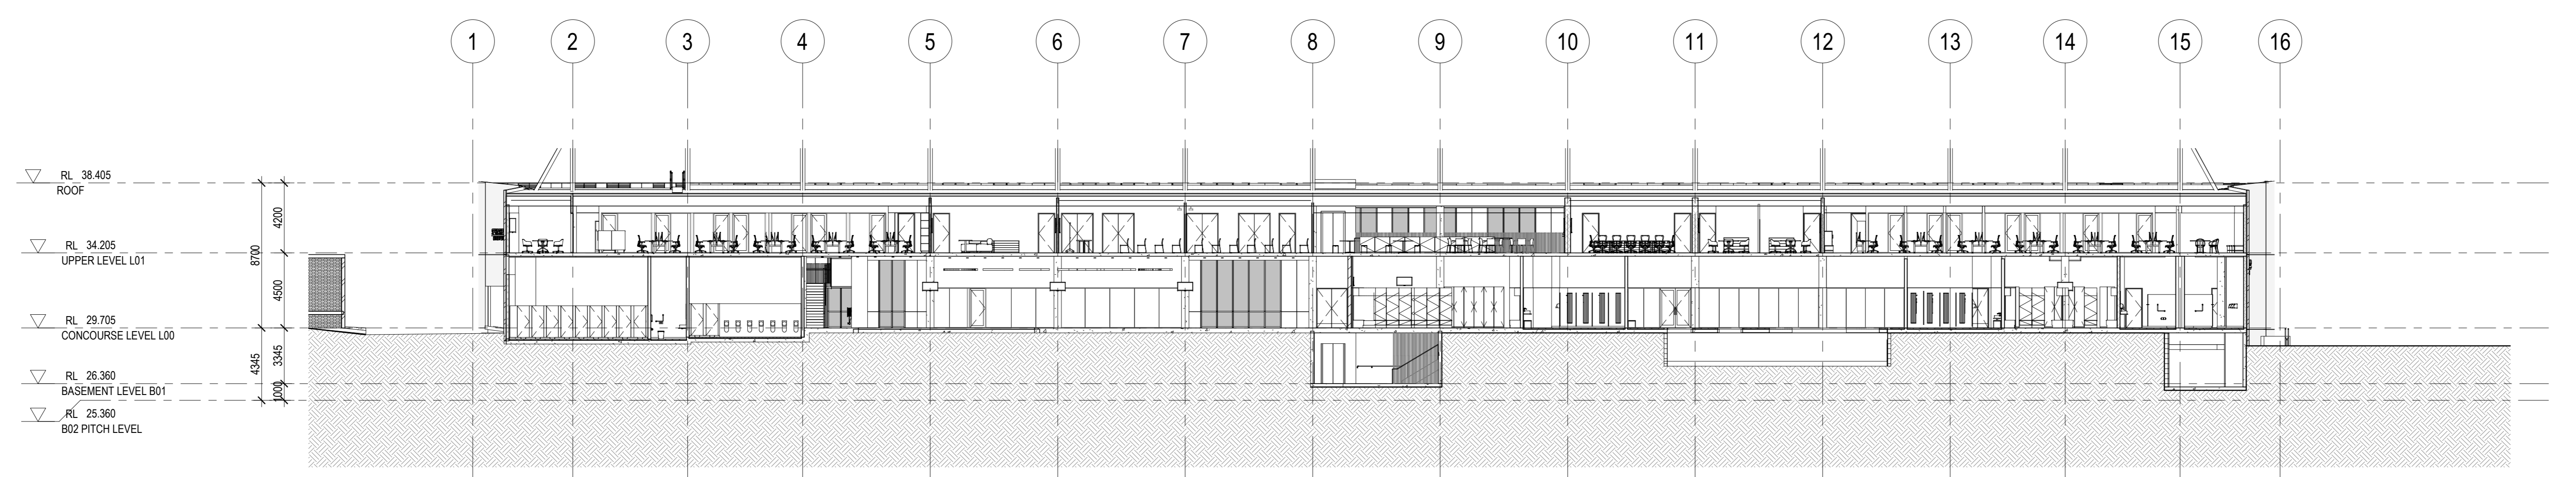 1 2 3 4 5 6 7 8 9 10 11 12 13 14 15 16
RL 38.405
ROOF
4200
RL 34.205
UPPER LEVEL L01
8700
4500
RL 29.705
CONCOURSE LEVEL L00
4345
3345
RL 26.360
BASEMENT LEVEL B01
1000
RL 25.360
B02 PITCH LEVEL